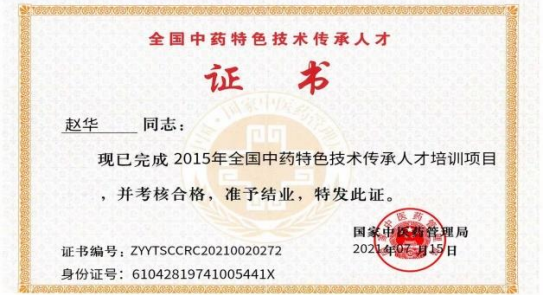 全国中药特色技术传承人才
证书
赵华 同志：
现已完成 2015年全国中药特色技术传承人才培训项目
，并考核合格，准予结业，特发此证。
国家中医药管理局
2021年07月15日
证书编号：ZYYTSCCRC20210020272
身份证号：61042819741005441X